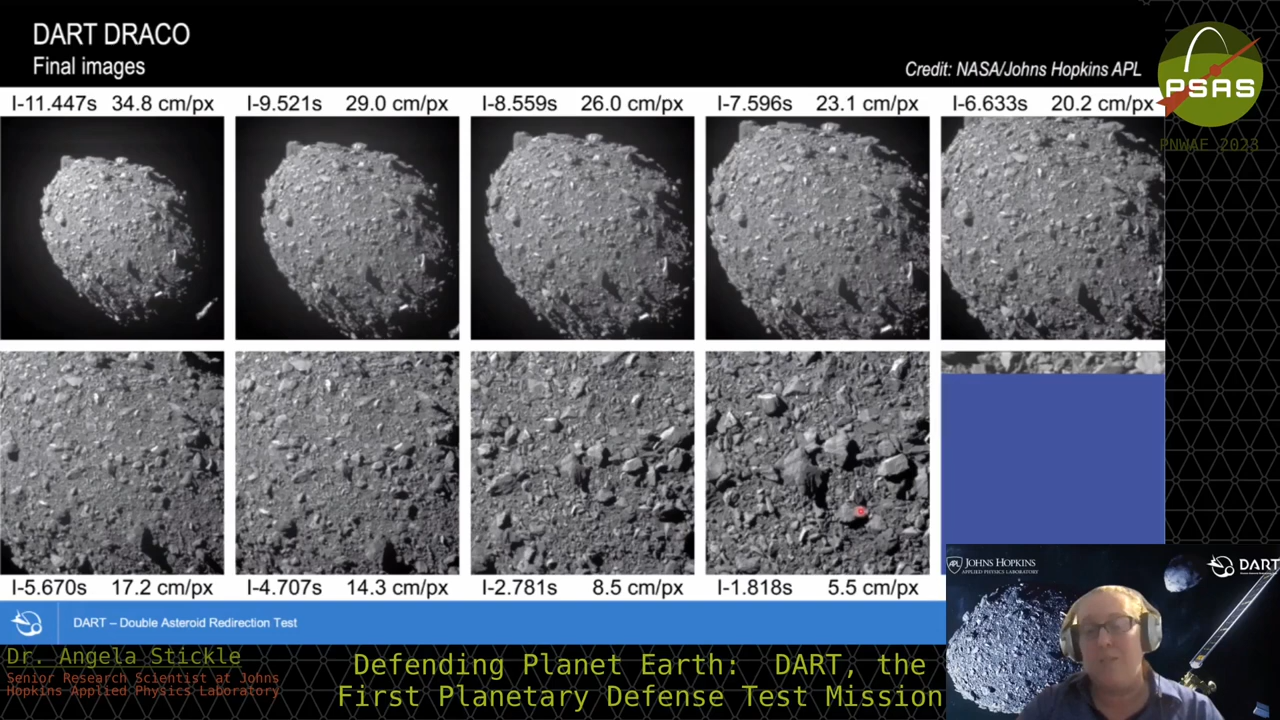 DART DRACO
Final images
Credit: NASA/Johns Hopkins APL
PSAS
PNWAF 2023
I-11.447s 34.8 cm/px
I-9.521s 29.0 cm/px
I-8.559s 26.0 cm/px
I-7.596s 23.1 cm/px
I-6.633s 20.2 cm/px
I-5.670s 17.2 cm/px
I-4.707s 14.3 cm/px
I-2.781s 8.5 cm/px
I-1.818s 5.5 cm/px
DART – Double Asteroid Redirection Test
APL
JOHNS HOPKINS
APPLIED PHYSICS LABORATORY
DART
Dr. Angela Stickle
Senior Research Scientist at Johns
Hopkins Applied Physics Laboratory
Defending Planet Earth: DART, the
First Planetary Defense Test Mission